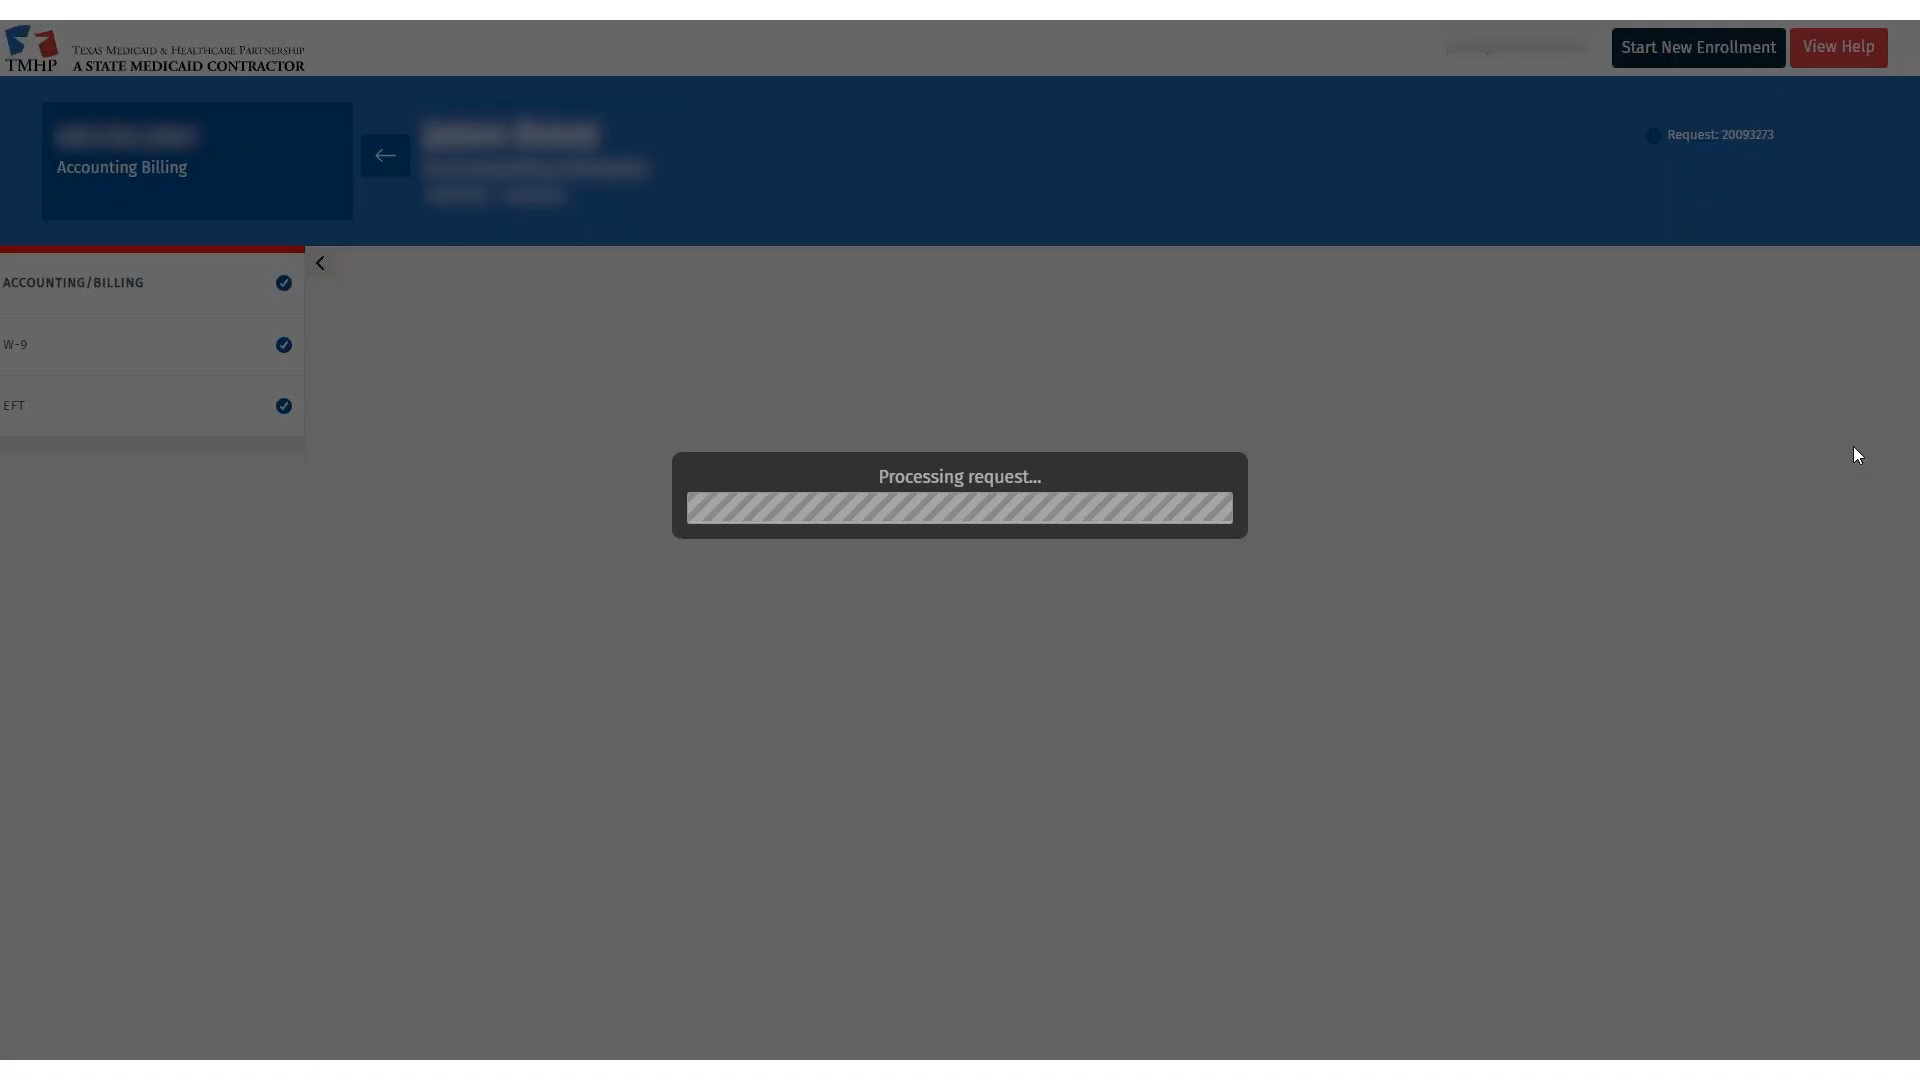 TEXAS MEDICAID & HEALTHCARE PARTNERSHIP
TMHP A STATE MEDICAID CONTRACTOR
Start New Enrollment
View Help
Accounting Billing
Request: 20093273
ACCOUNTING/BILLING
W-9
EFT
Processing request...